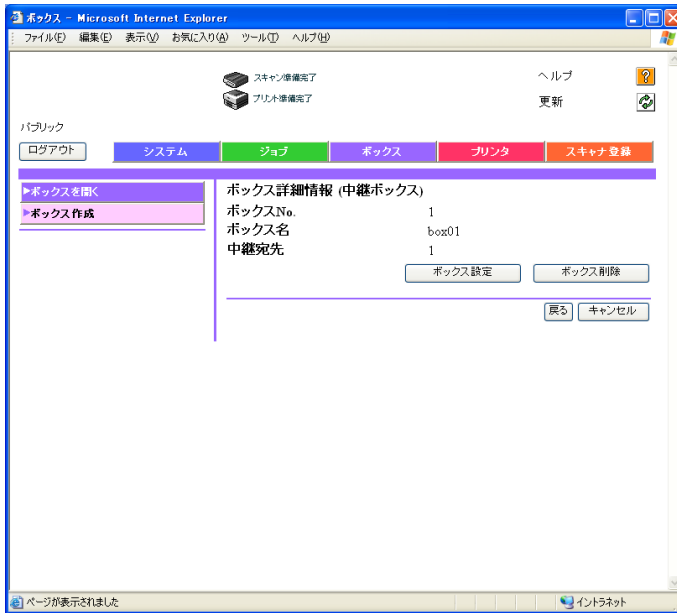 ボックス - Microsoft Internet Explorer
ファイル(F) 編集(E) 表示(V) お気に入り(A) ツール(T) ヘルプ(H)
スキャン準備完了
プリント準備完了
ヘルプ
更新
パブリック
ログアウト システム ジョブ ボックス プリンタ スキャナ登録
▶ボックスを開く
▶ボックス作成
ボックス詳細情報 (中継ボックス)
ボックスNo. 1
ボックス名 box01
中継宛先 1
ボックス設定 ボックス削除
戻る キャンセル
ページが表示されました イントラネット